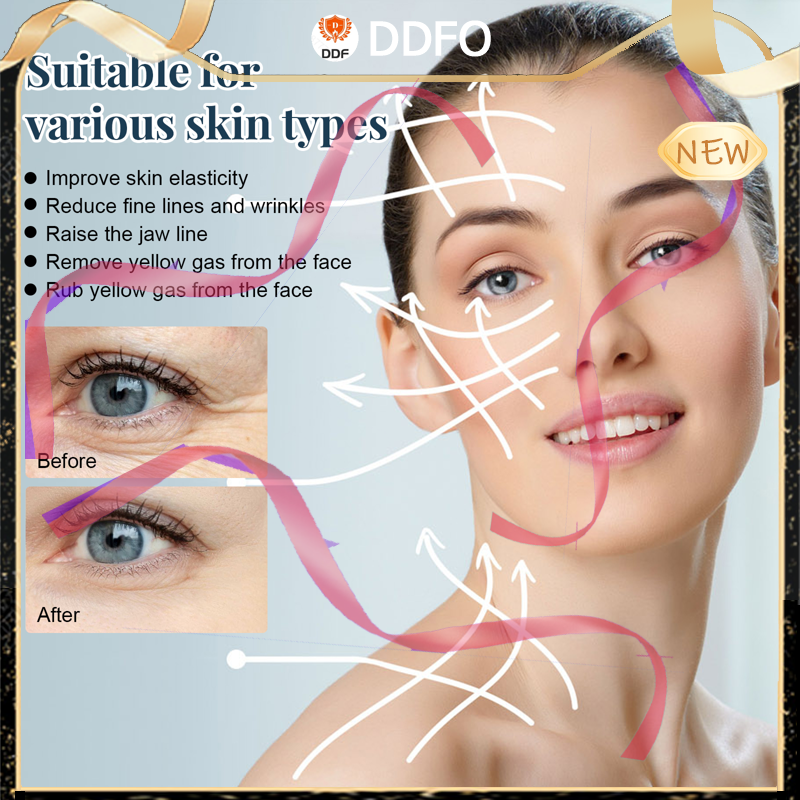 DDF
DDFO
Suitable for
various skin types
NEW
Improve skin elasticity
Reduce fine lines and wrinkles
Raise the jaw line
Remove yellow gas from the face
Rub yellow gas from the face
Before
After